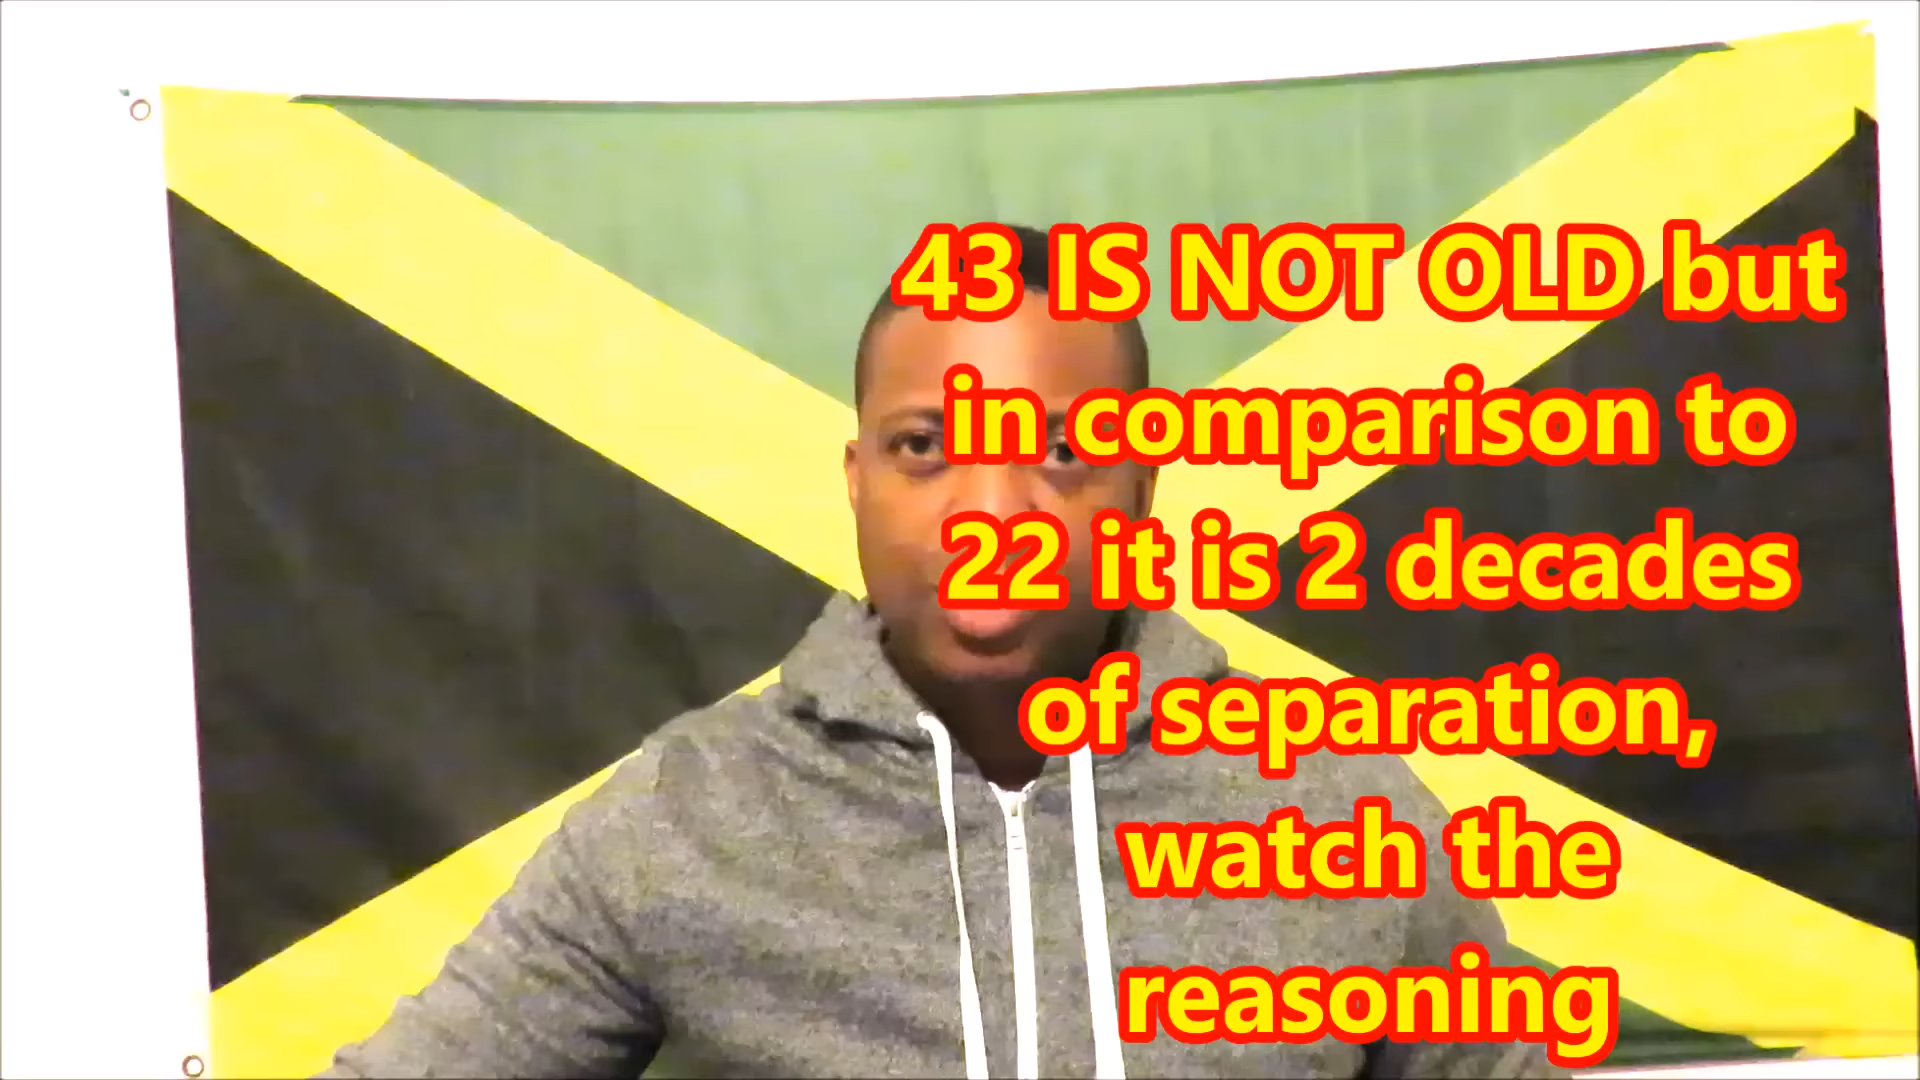 43 IS NOT OLD but
in comparison to
22 it is 2 decades
of separation,
watch the
reasoning